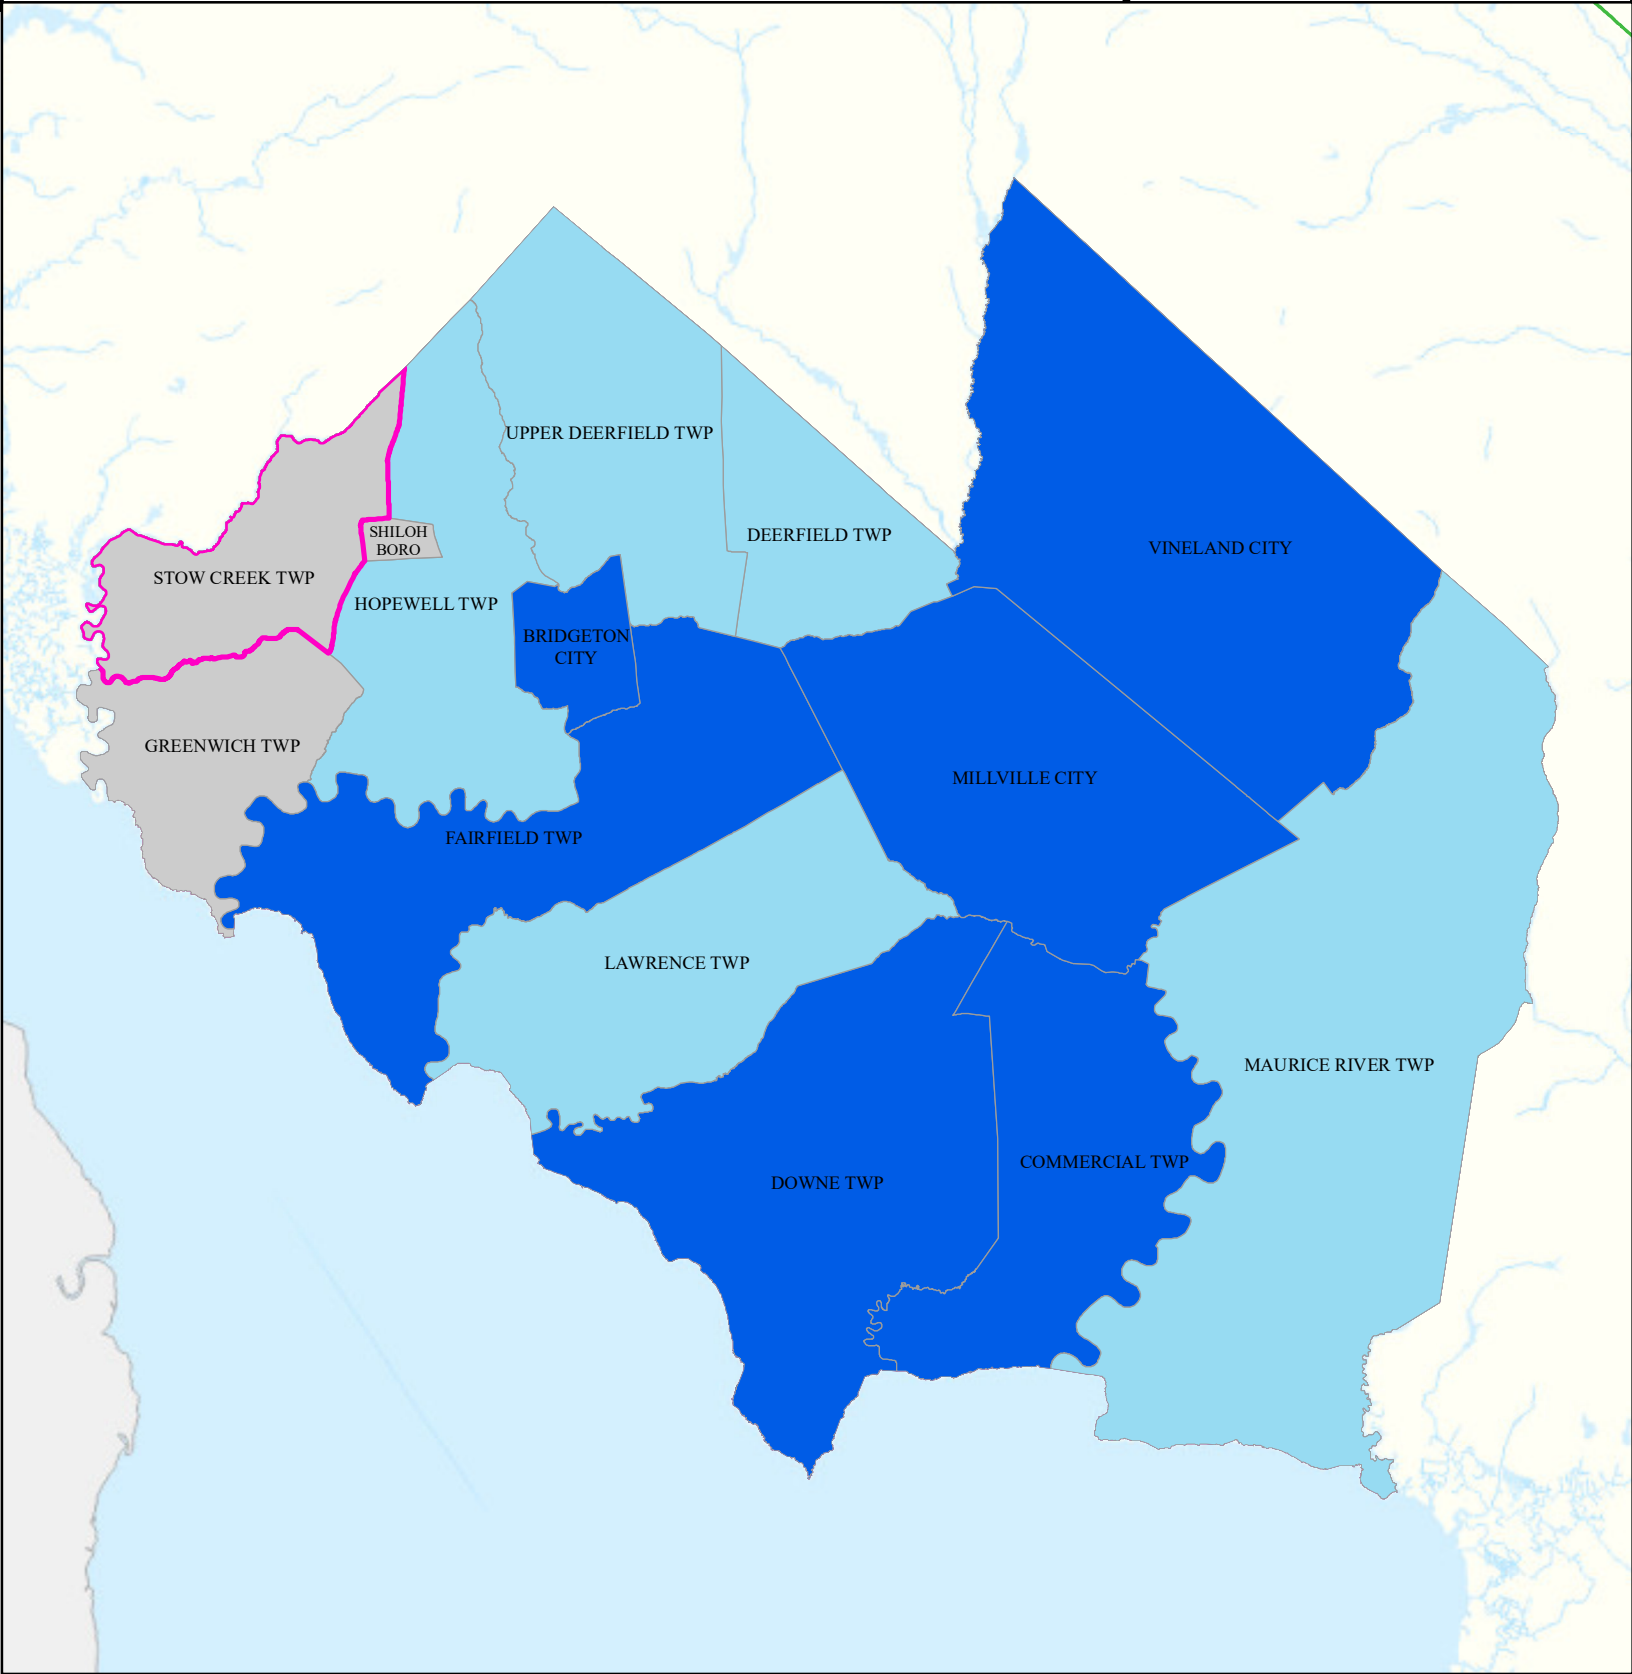 UPPER DEERFIELD TWP
SHILOH
BORO
DEERFIELD TWP
VINELAND CITY
STOW CREEK TWP
HOPEWELL TWP
BRIDGETON
CITY
GREENWICH TWP
MILLVILLE CITY
FAIRFIELD TWP
LAWRENCE TWP
MAURICE RIVER TWP
COMMERCIAL TWP
DOWNE TWP